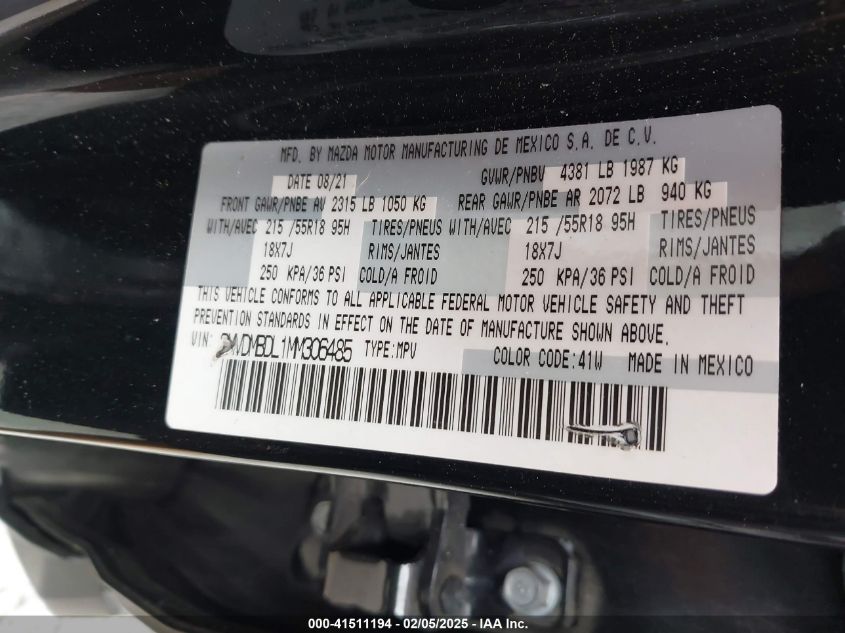 MFD. BY MAZDA MOTOR MANUFACTURING DE MEXICO S.A. DE C.V.
DATE 08/21 GVWR/PNBV 4381 LB 1987 KG
FRONT GAWR/PNBE AV 2315 LB 1050 KG REAR GAWR/PNBE AR 2072 LB 940 KG
WITH/AVEC 215 /55R18 95H TIRES/PNEUS WITH/AVEC 215 /55R18 95H TIRES/PNEUS
18X7J RIMS/JANTES 18X7J RIMS/JANTES
250 KPA/36 PSI COLD/A FROID 250 KPA/36 PSI COLD/A FROID
THIS VEHICLE CONFORMS TO ALL APPLICABLE FEDERAL MOTOR VEHICLE SAFETY AND THEFT
PREVENTION STANDARDS IN EFFECT ON THE DATE OF MANUFACTURE SHOWN ABOVE.
VIN: TYPE:MPV COLOR CODE:41W MADE IN MEXICO
000-41511194 - 02/05/2025 - IAA Inc.